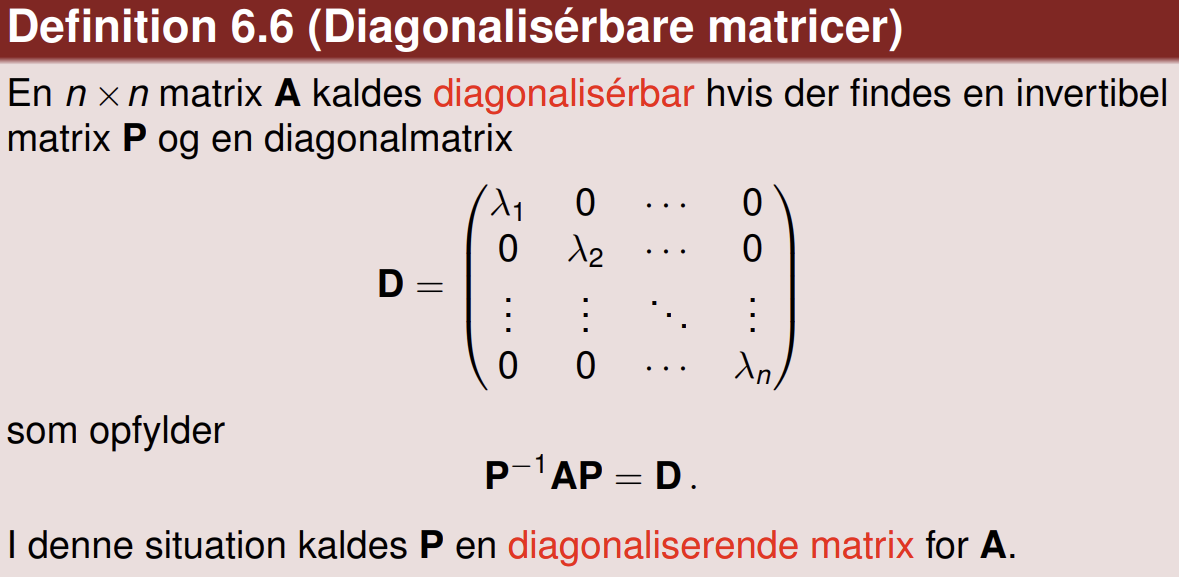 Definition 6.6 (Diagonalisérbare matricer)
En n × n matrix A kaldes diagonalisérbar hvis der findes en invertibel
matrix P og en diagonalmatrix
D =
λ₁ 0 ⋯ 0
0 λ₂ ⋯ 0
⋮ ⋮ ⋱ ⋮
0 0 ⋯ λₙ
som opfylder
P⁻¹AP = D .
I denne situation kaldes P en diagonaliserende matrix for A.